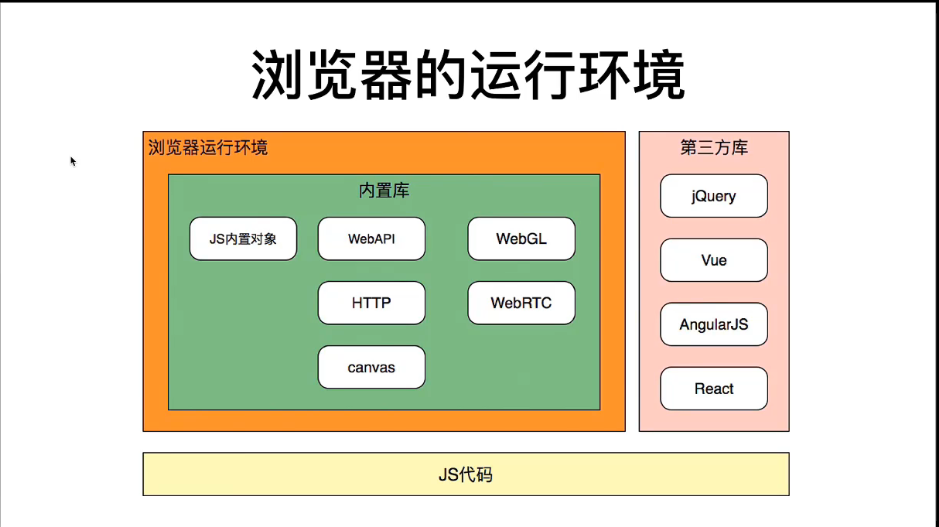 浏览器的运行环境
浏览器运行环境
内置库
JS内置对象
WebAPI
WebGL
HTTP
WebRTC
canvas
第三方库
jQuery
Vue
AngularJS
React
JS代码